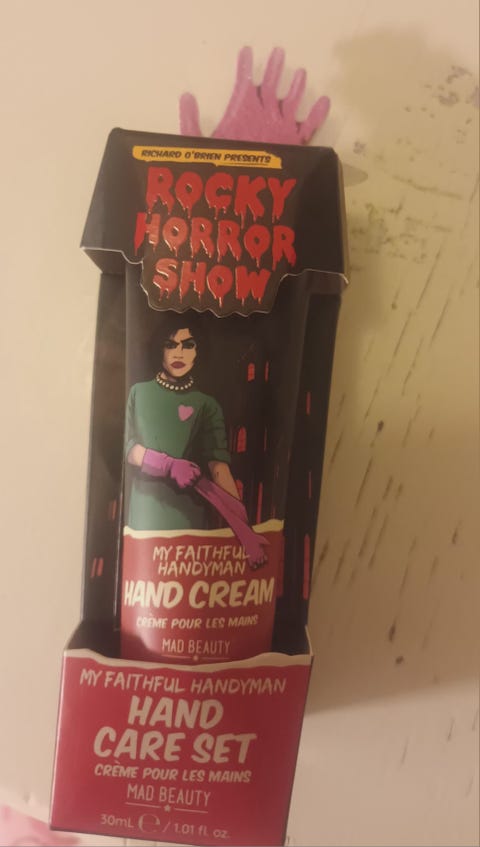 RICHARD O'BRIEN PRESENTS
ROCKY
HORROR
SHOW
MY FAITHFUL
HANDYMAN
HAND CREAM
CRÈME POUR LES MAINS
MAD BEAUTY
MY FAITHFUL HANDYMAN
HAND
CARE SET
CRÈME POUR LES MAINS
MAD BEAUTY
30mL ℮ / 1.01 fl. oz.